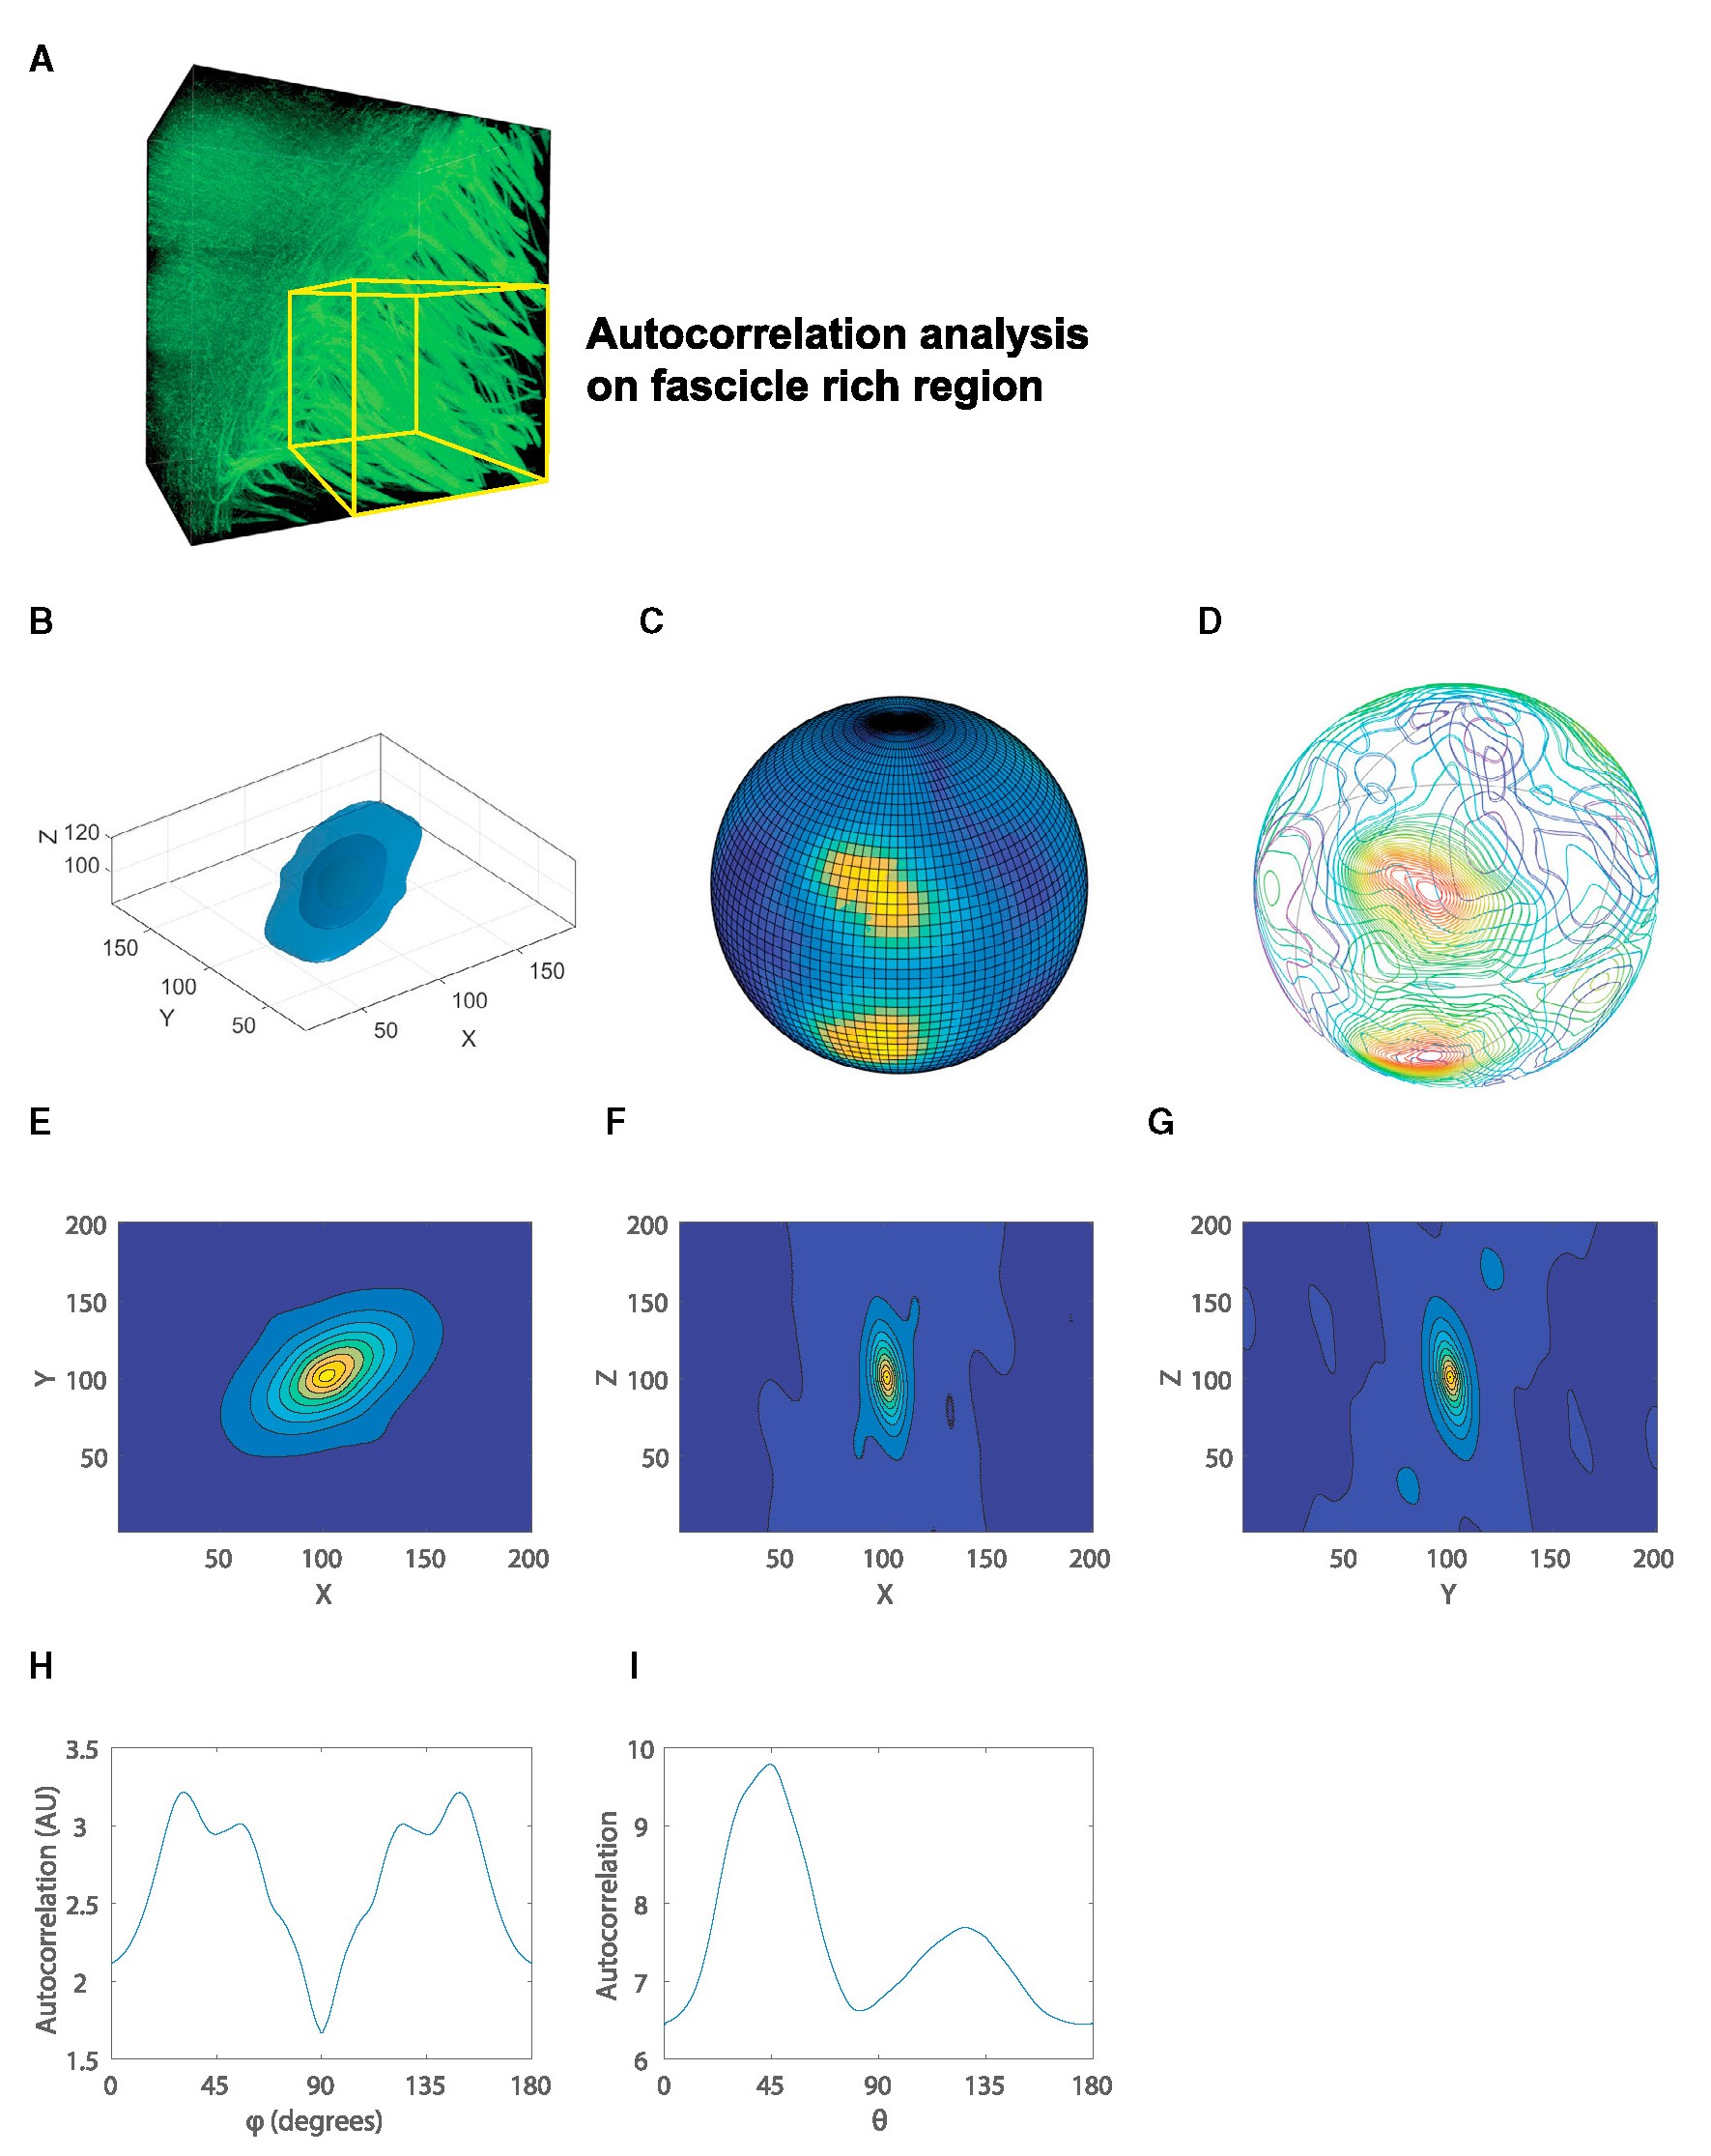 A
Autocorrelation analysis
on fascicle rich region
B
C
D
Z
120
100
150
100
50
Y
50
100
150
X
E
F
G
200
150
100
50
Y
50 100 150 200
X
200
150
100
50
Z
50 100 150 200
X
200
150
100
50
Z
50 100 150 200
Y
H
I
3.5
3
2.5
2
1.5
Autocorrelation (AU)
0 45 90 135 180
φ (degrees)
10
9
8
7
6
Autocorrelation
0 45 90 135 180
θ